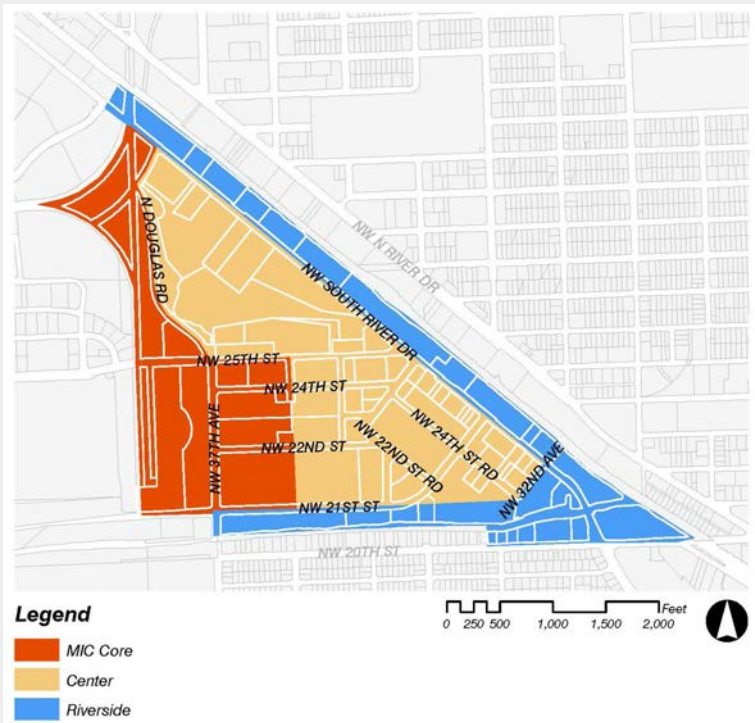 N DOUGLAS RD
NW N RIVER DR
NW SOUTH RIVER DR
NW 25TH ST
NW 24TH ST
NW 37TH AVE
NW 22ND ST
NW 22ND ST RD
NW 24TH ST RD
NW 32ND AVE
NW 21ST ST
NW 20TH ST
Legend
MIC Core
Center
Riverside
Feet
0 250 500 1,000 1,500 2,000